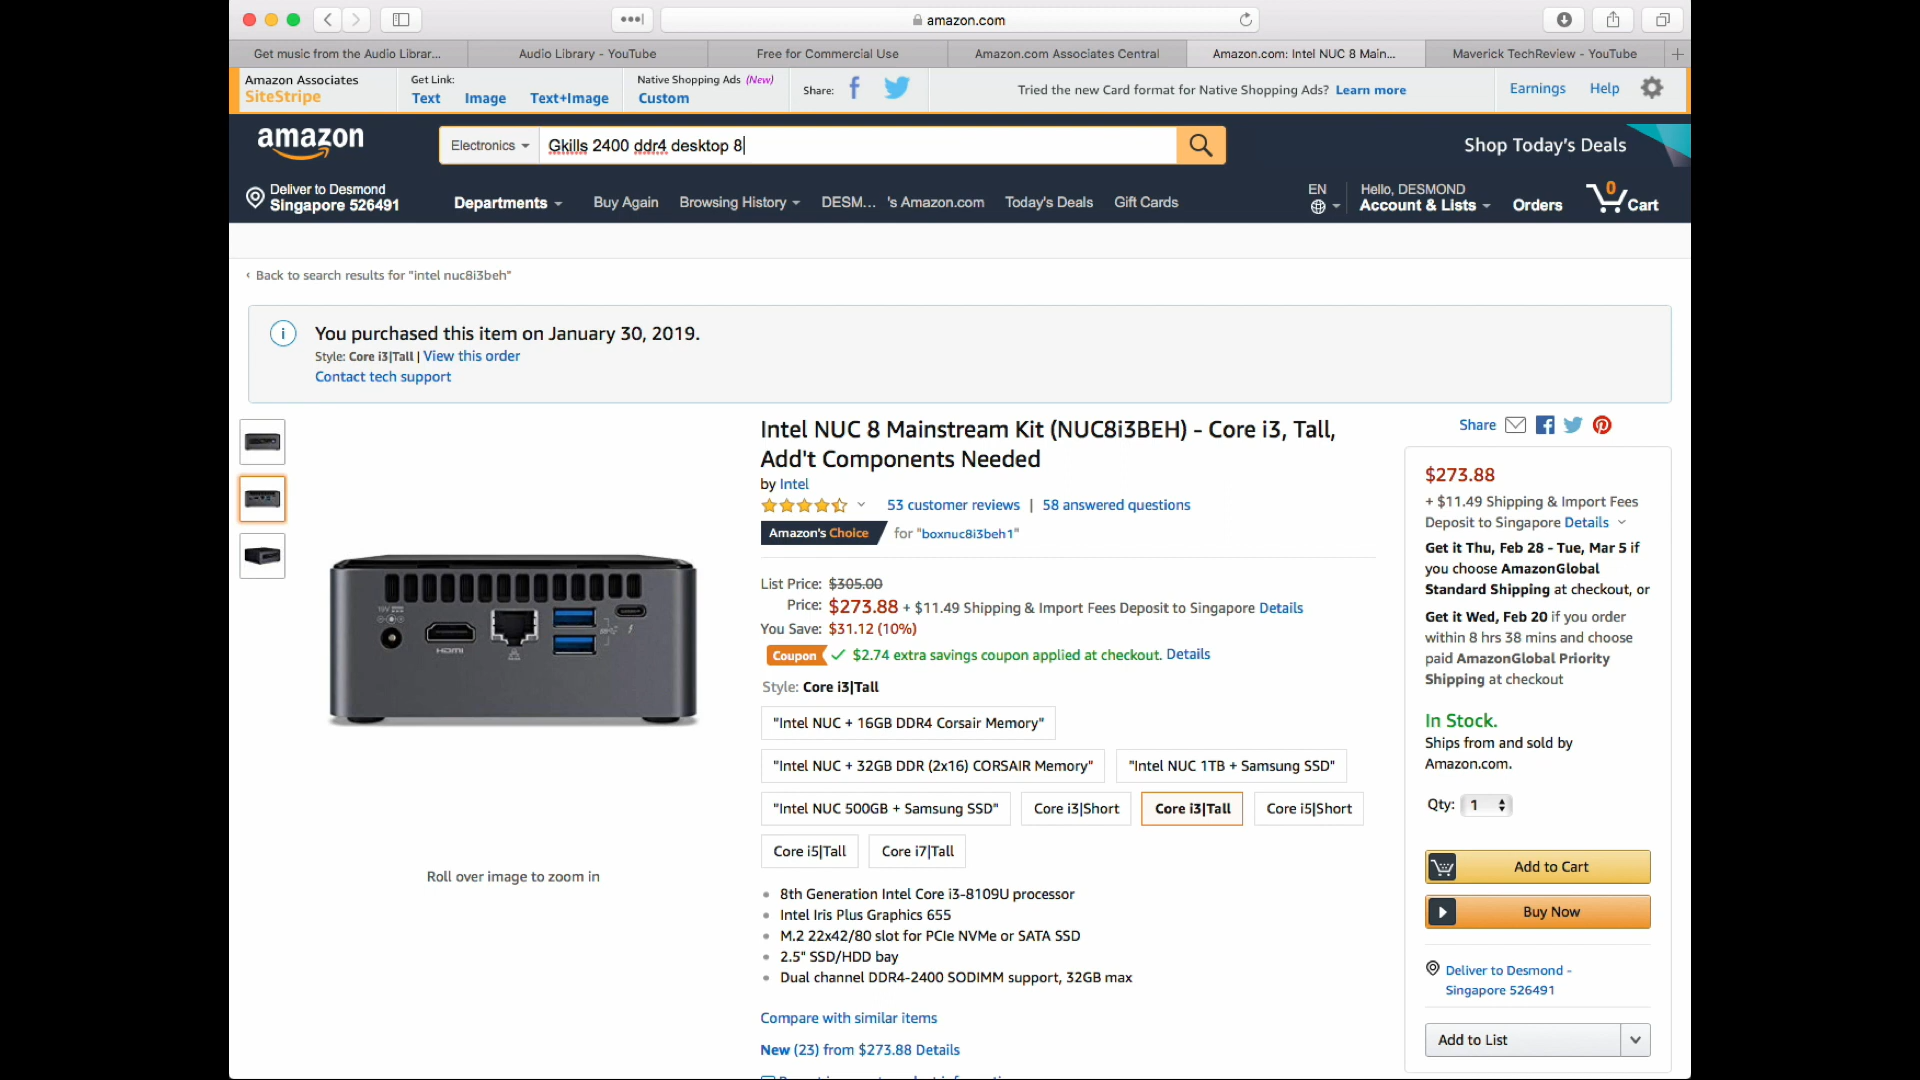 amazon.com
Get music from the Audio Librar...
Audio Library - YouTube
Free for Commercial Use
Amazon.com Associates Central
Amazon.com: Intel NUC 8 Main...
Maverick TechReview - YouTube
Amazon Associates
SiteStripe
Get Link:
Text Image Text+Image
Native Shopping Ads (New)
Custom
Share:
Tried the new Card format for Native Shopping Ads? Learn more
Earnings
Help
amazon
Electronics
Gkills 2400 ddr4 desktop 8
Shop Today's Deals
Deliver to Desmond
Singapore 526491
Departments
Buy Again
Browsing History
DESM... 's Amazon.com
Today's Deals
Gift Cards
EN
Hello, DESMOND
Account & Lists
Orders
0
Cart
‹ Back to search results for "intel nuc8i3beh"
You purchased this item on January 30, 2019.
Style: Core i3|Tall | View this order
Contact tech support
Intel NUC 8 Mainstream Kit (NUC8i3BEH) - Core i3, Tall,
Add't Components Needed
by Intel
53 customer reviews | 58 answered questions
Amazon's Choice for "boxnuc8i3beh1"
List Price: $305.00
Price: $273.88 + $11.49 Shipping & Import Fees Deposit to Singapore Details
You Save: $31.12 (10%)
Coupon $2.74 extra savings coupon applied at checkout. Details
Style: Core i3|Tall
"Intel NUC + 16GB DDR4 Corsair Memory"
"Intel NUC + 32GB DDR (2x16) CORSAIR Memory"
"Intel NUC 1TB + Samsung SSD"
"Intel NUC 500GB + Samsung SSD"
Core i3|Short
Core i3|Tall
Core i5|Short
Core i5|Tall
Core i7|Tall
8th Generation Intel Core i3-8109U processor
Intel Iris Plus Graphics 655
M.2 22x42/80 slot for PCIe NVMe or SATA SSD
2.5" SSD/HDD bay
Dual channel DDR4-2400 SODIMM support, 32GB max
Compare with similar items
New (23) from $273.88 Details
19V
HDMI
Roll over image to zoom in
Share
$273.88
+ $11.49 Shipping & Import Fees
Deposit to Singapore Details
Get it Thu, Feb 28 - Tue, Mar 5 if
you choose AmazonGlobal
Standard Shipping at checkout, or
Get it Wed, Feb 20 if you order
within 8 hrs 38 mins and choose
paid AmazonGlobal Priority
Shipping at checkout
In Stock.
Ships from and sold by
Amazon.com.
Qty: 1
Add to Cart
Buy Now
Deliver to Desmond -
Singapore 526491
Add to List